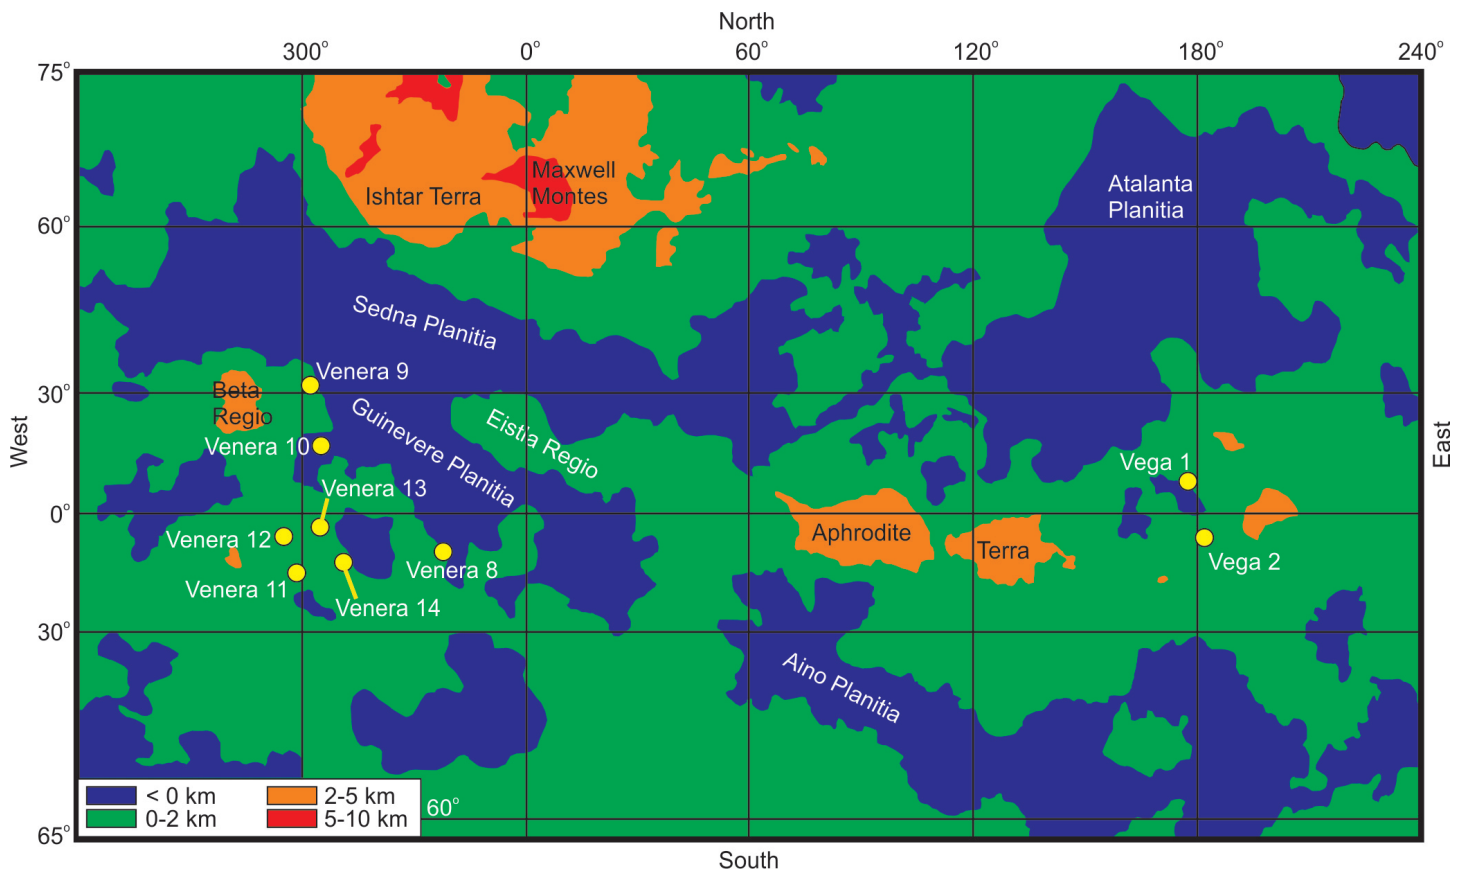 North
300° 0° 60° 120° 180° 240°
75°
Maxwell
Montes
Ishtar Terra
Atalanta
Planitia
60°
Sedna Planitia
Venera 9
30°
Beta
Regio
Guinevere Planitia
Eistia Regio
West
East
Venera 10
Vega 1
Venera 13
0°
Venera 12
Aphrodite
Terra
Venera 8
Vega 2
Venera 11
Venera 14
30°
Aino Planitia
< 0 km 2-5 km
0-2 km 5-10 km
60°
65°
South